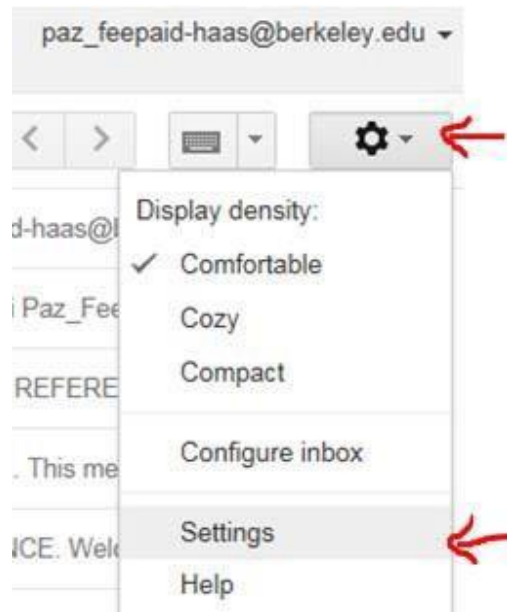 paz_feepaid-haas@berkeley.edu
Display density:
d-haas@
Comfortable
i Paz_Fee
Cozy
Compact
REFERE
Configure inbox
. This me
Settings
ICE. Wel
Help